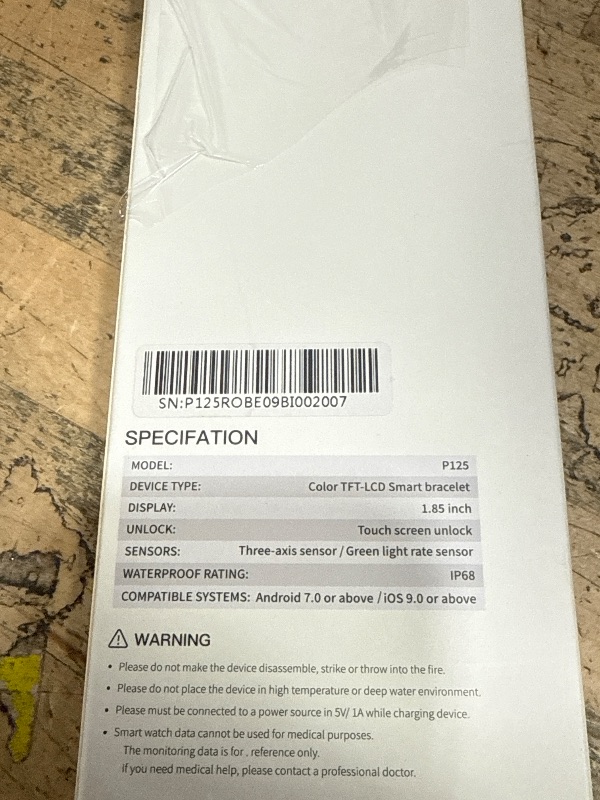 SN:P125ROBE09BI002007
SPECIFATION
MODEL: P125
DEVICE TYPE: Color TFT-LCD Smart bracelet
DISPLAY: 1.85 inch
UNLOCK: Touch screen unlock
SENSORS: Three-axis sensor / Green light rate sensor
WATERPROOF RATING: IP68
COMPATIBLE SYSTEMS: Android 7.0 or above / iOS 9.0 or above
WARNING
• Please do not make the device disassemble, strike or throw into the fire.
• Please do not place the device in high temperature or deep water environment.
• Please must be connected to a power source in 5V/ 1A while charging device.
• Smart watch data cannot be used for medical purposes.
The monitoring data is for . reference only.
if you need medical help, please contact a professional doctor.